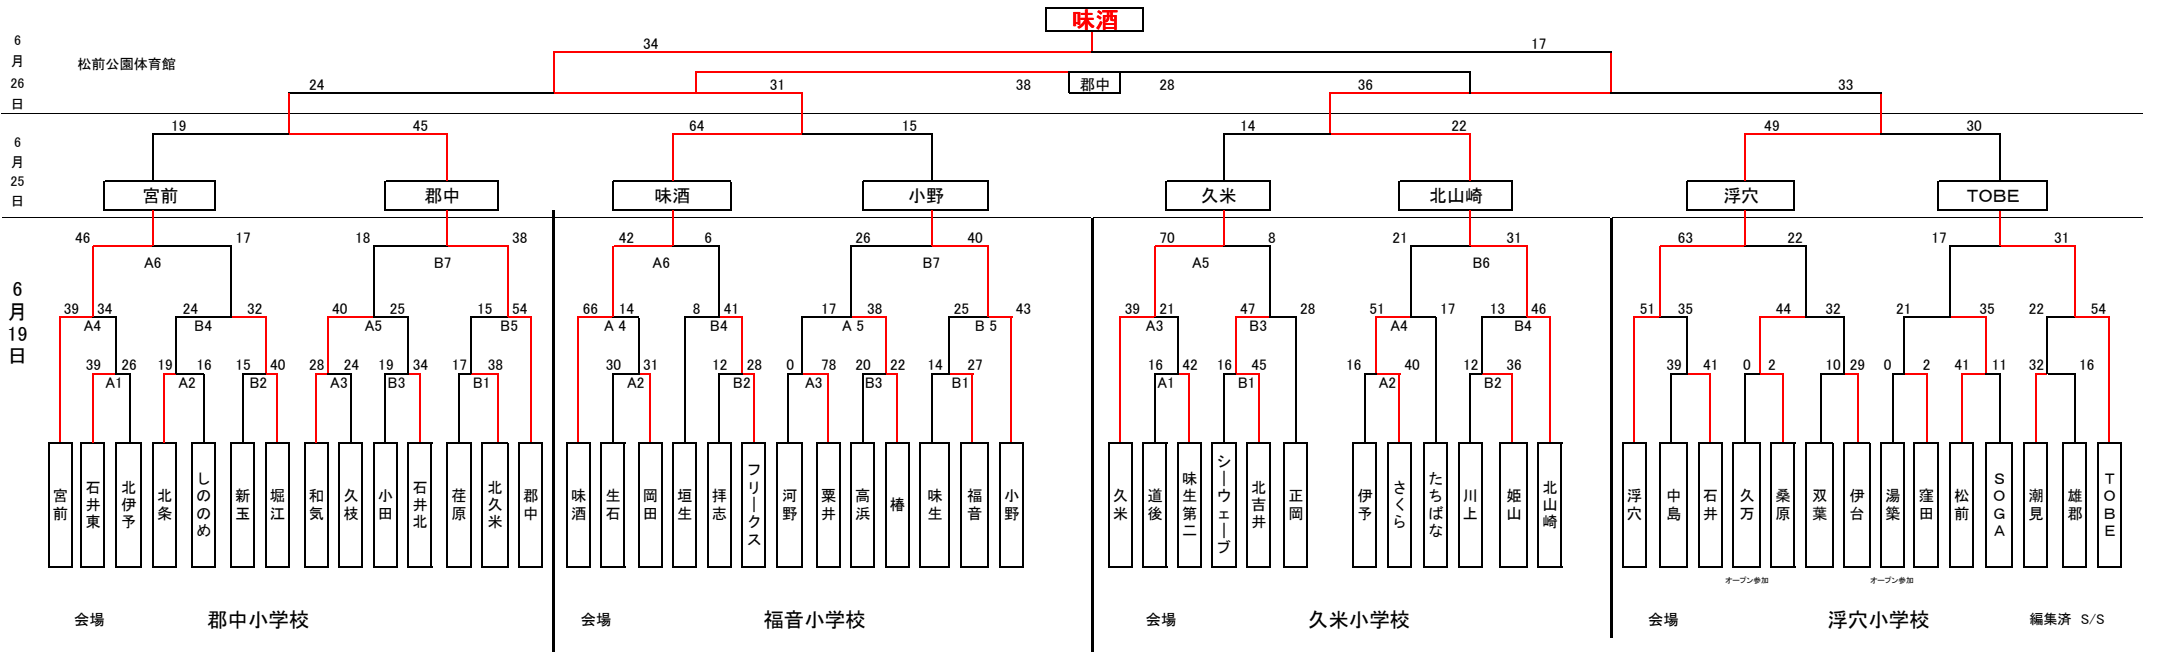 味酒
34 17
6月26日 松前公園体育館
24 31 38 郡中 28 36 33
19 45 64 15 14 22 49 30
6月25日
宮前 郡中 味酒 小野 久米 北山崎 浮穴 TOBE
46 17 18 38 42 6 26 40 70 8 21 31 63 22 17 31
A6 B7 A6 B7 A5 B6
6月19日
39 34 24 32 40 25 15 54 66 14 8 41 17 38 25 43 39 21 47 28 51 17 13 46 51 35 44 32 21 35 22 54
A4 B4 A5 B5 A 4 B4 A 5 B 5 A3 B3 A4 B4
39 26 19 16 15 40 28 24 19 34 17 38 30 31 12 28 0 78 20 22 14 27 16 42 16 45 16 40 12 36 39 41 0 2 10 29 0 2 41 11 32 16
A1 A2 B2 A3 B3 B1 A2 B2 A3 B3 B1 A1 B1 A2 B2
宮前
石井東
北伊予
北条
しののめ
新玉
堀江
和気
久枝
小田
石井北
荏原
北久米
郡中
味酒
生石
岡田
垣生
拝志
フリークス
河野
粟井
高浜
椿
味生
福音
小野
久米
道後
味生第二
シーウェーブ
北吉井
正岡
伊予
さくら
たちばな
川上
姫山
北山崎
浮穴
中島
石井
久万
桑原
双葉
伊台
湯築
窪田
松前
SOGA
潮見
雄郡
TOBE
オープン参加 オープン参加
会場 郡中小学校 会場 福音小学校 会場 久米小学校 会場 浮穴小学校 編集済 S/S